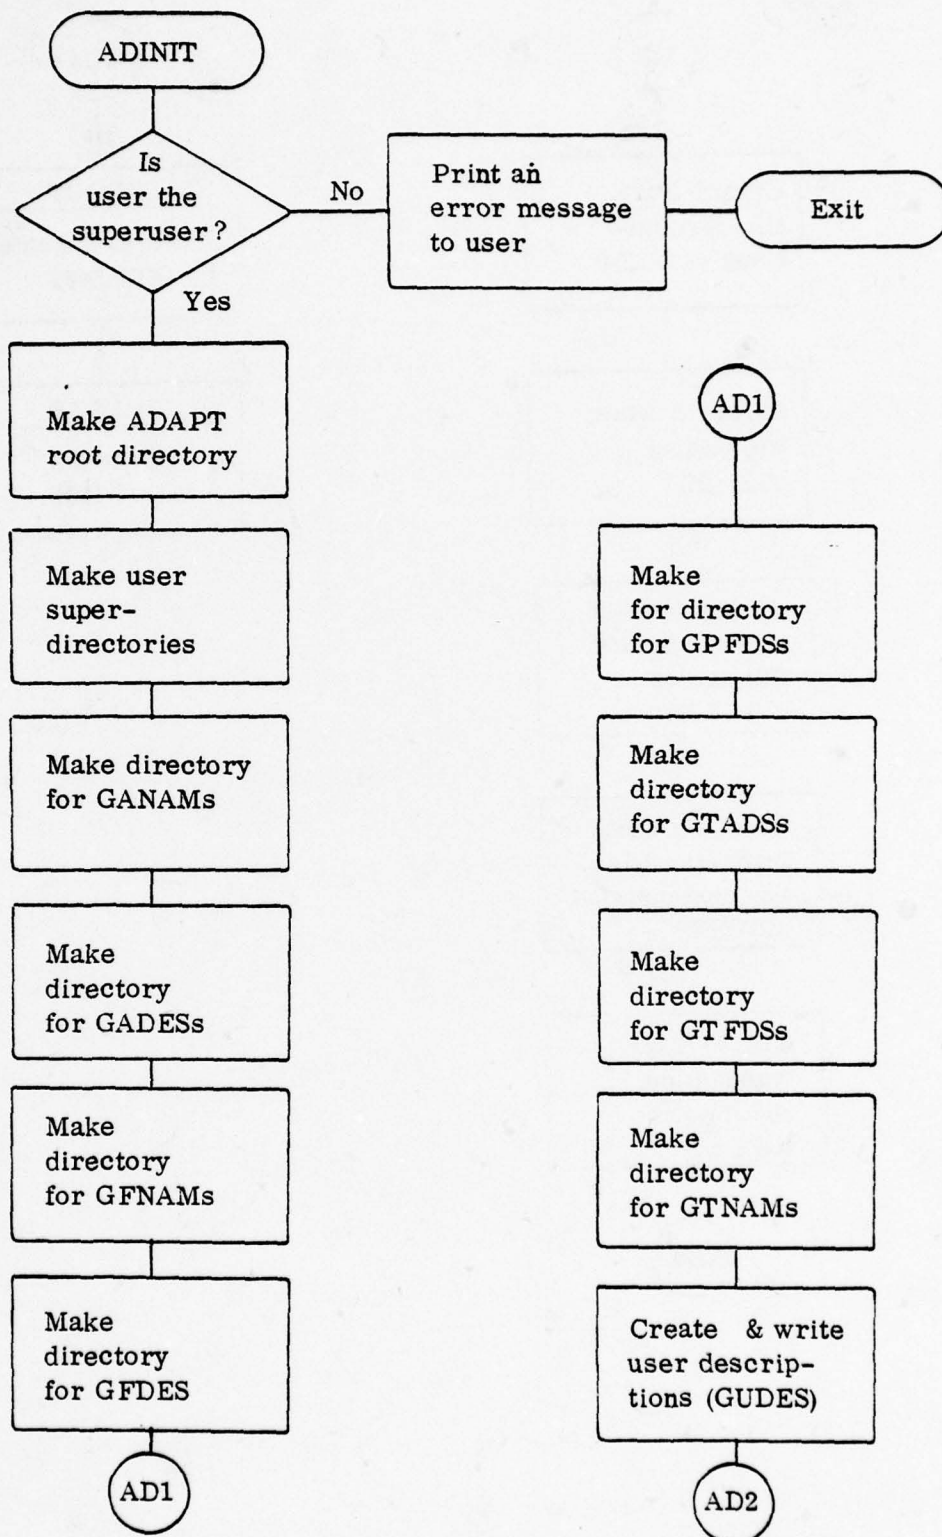 ADINIT
Is
user the
superuser?
No
Print an
error message
to user
Exit
Yes
Make ADAPT
root directory
Make user
super-
directories
Make directory
for GANAMs
Make
directory
for GADESs
Make
directory
for GFNAMs
Make
directory
for GFDES
AD1
AD1
Make
for directory
for GPFDSs
Make
directory
for GTADSs
Make
directory
for GTFDSs
Make
directory
for GTNAMs
Create & write
user descrip-
tions (GUDES)
AD2